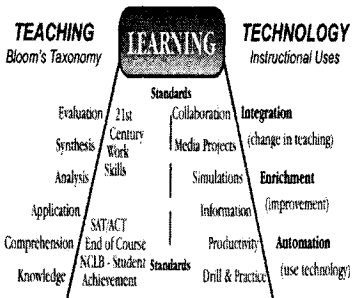 TEACHING
Bloom's Taxonomy
LEARNING
TECHNOLOGY
Instructional Uses
Standards
Evaluation
Synthesis
Analysis
Application
Comprehension
Knowledge
21st
Century
Work
Skills
SAT/ACT
End of Course
NCLB - Student
Achievement
Standards
Collaboration
Media Projects
Simulations
Information
Productivity
Drill & Practice
Integration
(change in teaching)
Enrichment
(improvement)
Automation
(use technology)